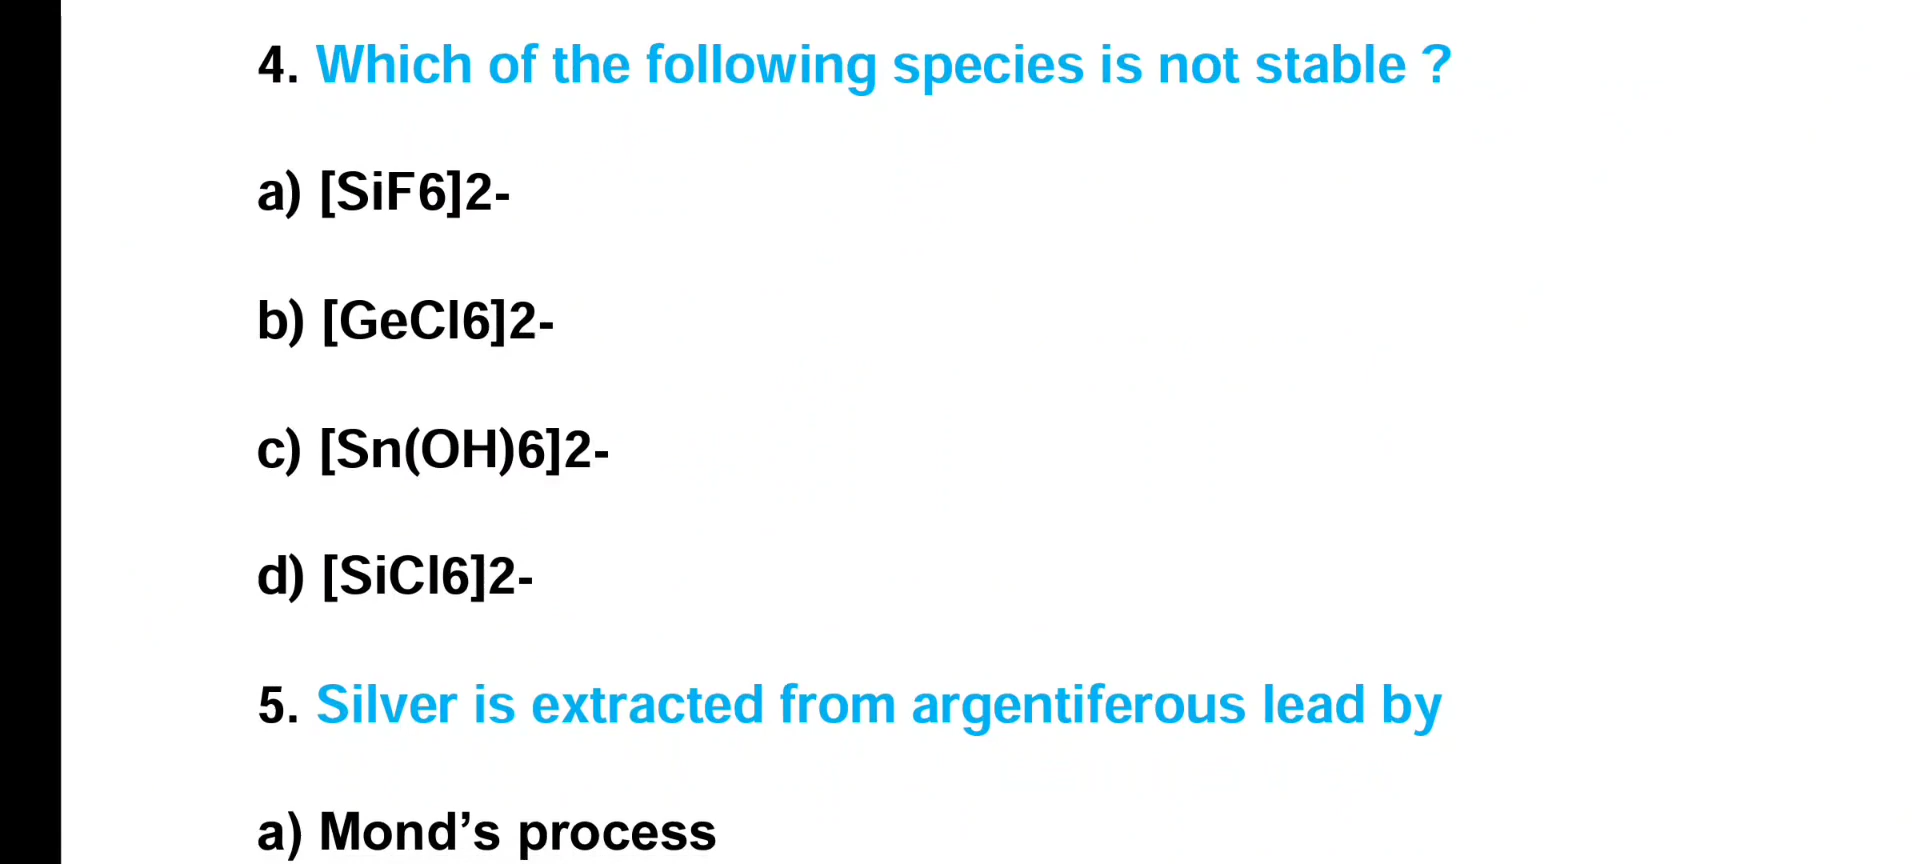 4. Which of the following species is not stable ?
a) [SiF6]2-
b) [GeCl6]2-
c) [Sn(OH)6]2-
d) [SiCl6]2-
5. Silver is extracted from argentiferous lead by
a) Mond’s process